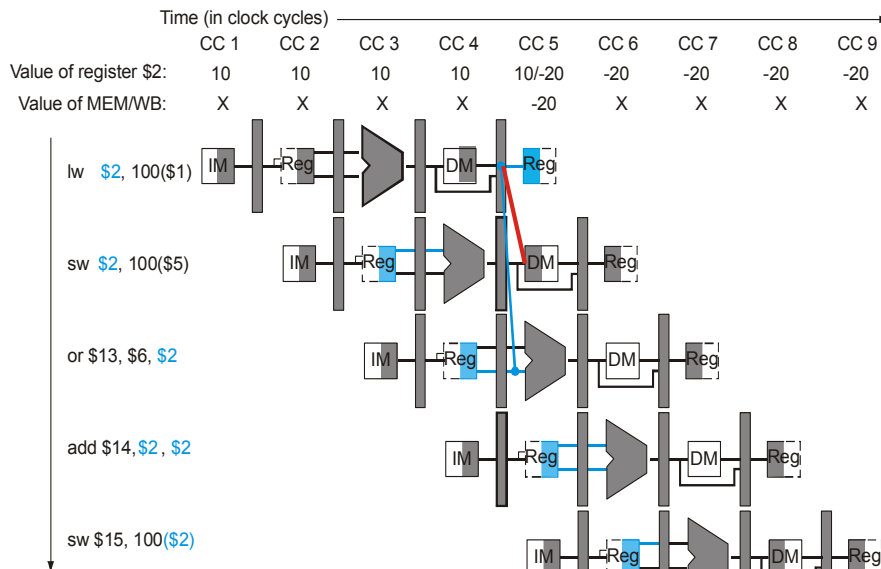 Time (in clock cycles)
CC 1 CC 2 CC 3 CC 4 CC 5 CC 6 CC 7 CC 8 CC 9
Value of register $2: 10 10 10 10 10/-20 -20 -20 -20 -20
Value of MEM/WB: X X X X -20 X X X X
lw $2, 100($1) IM Reg DM Reg
sw $2, 100($5) IM Reg DM Reg
or $13, $6, $2 IM Reg DM Reg
add $14, $2 , $2 IM Reg DM Reg
sw $15, 100($2) IM Reg DM Reg